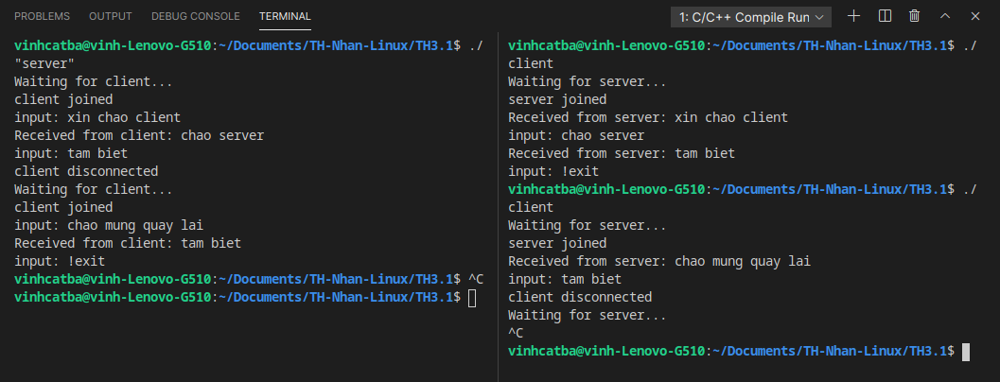 PROBLEMS OUTPUT DEBUG CONSOLE TERMINAL 1: C/C++ Compile Run
vinhcatba@vinh-Lenovo-G510:~/Documents/TH-Nhan-Linux/TH3.1$ ./
"server"
Waiting for client...
client joined
input: xin chao client
Received from client: chao server
input: tam biet
client disconnected
Waiting for client...
client joined
input: chao mung quay lai
Received from client: tam biet
input: !exit
vinhcatba@vinh-Lenovo-G510:~/Documents/TH-Nhan-Linux/TH3.1$ ^C
vinhcatba@vinh-Lenovo-G510:~/Documents/TH-Nhan-Linux/TH3.1$
vinhcatba@vinh-Lenovo-G510:~/Documents/TH-Nhan-Linux/TH3.1$ ./
client
Waiting for server...
server joined
Received from server: xin chao client
input: chao server
Received from server: tam biet
input: !exit
vinhcatba@vinh-Lenovo-G510:~/Documents/TH-Nhan-Linux/TH3.1$ ./
client
Waiting for server...
server joined
Received from server: chao mung quay lai
input: tam biet
client disconnected
Waiting for server...
^C
vinhcatba@vinh-Lenovo-G510:~/Documents/TH-Nhan-Linux/TH3.1$